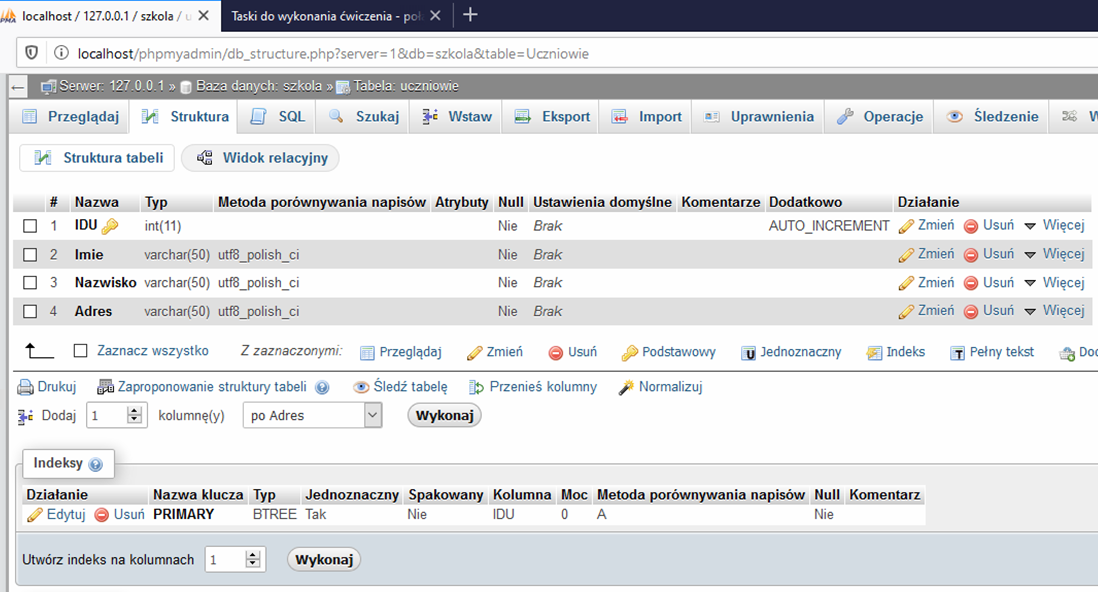 localhost / 127.0.0.1 / szkola / u
Taski do wykonania ćwiczenia - po
localhost/phpmyadmin/db_structure.php?server=1&db=szkola&table=Uczniowie
Serwer: 127.0.0.1 » Baza danych: szkola » Tabela: uczniowie
Przeglądaj Struktura SQL Szukaj Wstaw Eksport Import Uprawnienia Operacje Śledzenie W
Struktura tabeli Widok relacyjny
# Nazwa Typ Metoda porównywania napisów Atrybuty Null Ustawienia domyślne Komentarze Dodatkowo Działanie
1 IDU int(11) Nie Brak AUTO_INCREMENT Zmień Usuń Więcej
2 Imie varchar(50) utf8_polish_ci Nie Brak Zmień Usuń Więcej
3 Nazwisko varchar(50) utf8_polish_ci Nie Brak Zmień Usuń Więcej
4 Adres varchar(50) utf8_polish_ci Nie Brak Zmień Usuń Więcej
Zaznacz wszystko Z zaznaczonymi: Przeglądaj Zmień Usuń Podstawowy Jednoznaczny Indeks Pełny tekst Doc
Drukuj Zaproponowanie struktury tabeli Śledź tabelę Przenieś kolumny Normalizuj
Dodaj 1 kolumnę(y) po Adres Wykonaj
Indeksy
Działanie Nazwa klucza Typ Jednoznaczny Spakowany Kolumna Moc Metoda porównywania napisów Null Komentarz
Edytuj Usuń PRIMARY BTREE Tak Nie IDU 0 A Nie
Utwórz indeks na kolumnach 1 Wykonaj